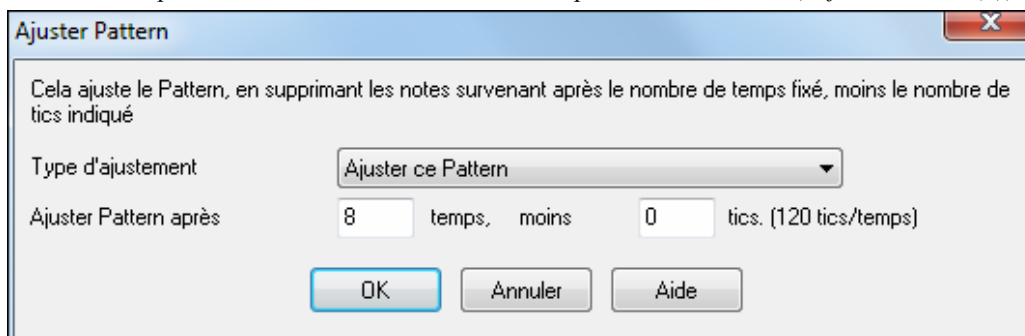 Ajuster Pattern
X
Cela ajuste le Pattern, en supprimant les notes survenant après le nombre de temps fixé, moins le nombre de
tics indiqué
Type d'ajustement Ajuster ce Pattern
Ajuster Pattern après 8 temps, moins 0 tics. (120 tics/temps)
OK Annuler Aide